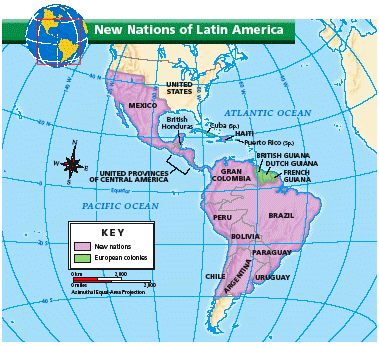 New Nations of Latin America
UNITED
STATES
MEXICO
ATLANTIC OCEAN
British
Honduras
Cuba (Sp.)
HAITI
Puerto Rico (Sp.)
BRITISH GUIANA
DUTCH GUIANA
FRENCH
GUIANA
UNITED PROVINCES
OF CENTRAL AMERICA
GRAN
COLOMBIA
N
W
E
S
Equator
PACIFIC OCEAN
PERU
BRAZIL
BOLIVIA
PARAGUAY
CHILE
ARGENTINA
URUGUAY
KEY
New nations
European colonies
0 km
2,000
0 miles
2,000
Azimuthal Equal-Area Projection